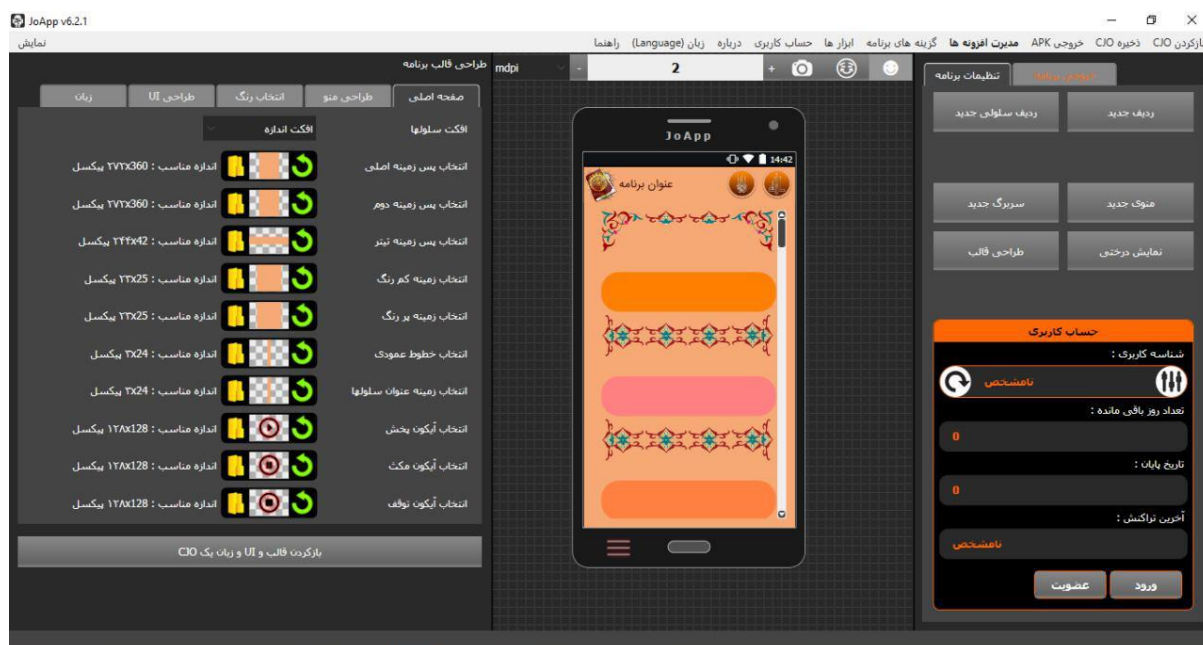 JoApp v6.2.1
بازکردن CJO ذخیره CJO خروجی APK مدیرت افزونه ها گزینه های برنامه ابزار ها حساب کاربری درباره زبان (Language) راهنما
نمایش
تنظیمات برنامه
ردیف جدید
ردیف سلولی جدید
منوی جدید
سربرگ جدید
نمایش درختی
طراحی قالب
حساب کاربری
شناسه کاربری :
نامشخص
تعداد روز باقی مانده :
0
تاریخ پایان :
0
آخرین تراکنش :
نامشخص
ورود
عضویت
mdpi
- 2 +
JoApp
14:42
عنوان برنامه
طراحی قالب برنامه
صفحه اصلی
طراحی منو
انتخاب رنگ
طراحی UI
زبان
افکت سلولها
افکت اندازه
انتخاب پس زمینه اصلی
اندازه مناسب : ۲۷۲x360 پیکسل
انتخاب پس زمینه دوم
اندازه مناسب : ۲۷۲x360 پیکسل
انتخاب پس زمینه تیتر
اندازه مناسب : ۲۴۴x42 پیکسل
انتخاب زمینه کم رنگ
اندازه مناسب : ۲۳x25 پیکسل
انتخاب زمینه پر رنگ
اندازه مناسب : ۲۳x25 پیکسل
انتخاب خطوط عمودی
اندازه مناسب : ۳x24 پیکسل
انتخاب زمینه عنوان سلولها
اندازه مناسب : ۳x24 پیکسل
انتخاب آیکون پخش
اندازه مناسب : ۱۲۸x128 پیکسل
انتخاب آیکون مکث
اندازه مناسب : ۱۲۸x128 پیکسل
انتخاب آیکون توقف
اندازه مناسب : ۱۲۸x128 پیکسل
بازکردن قالب و UI و زبان یک CJO